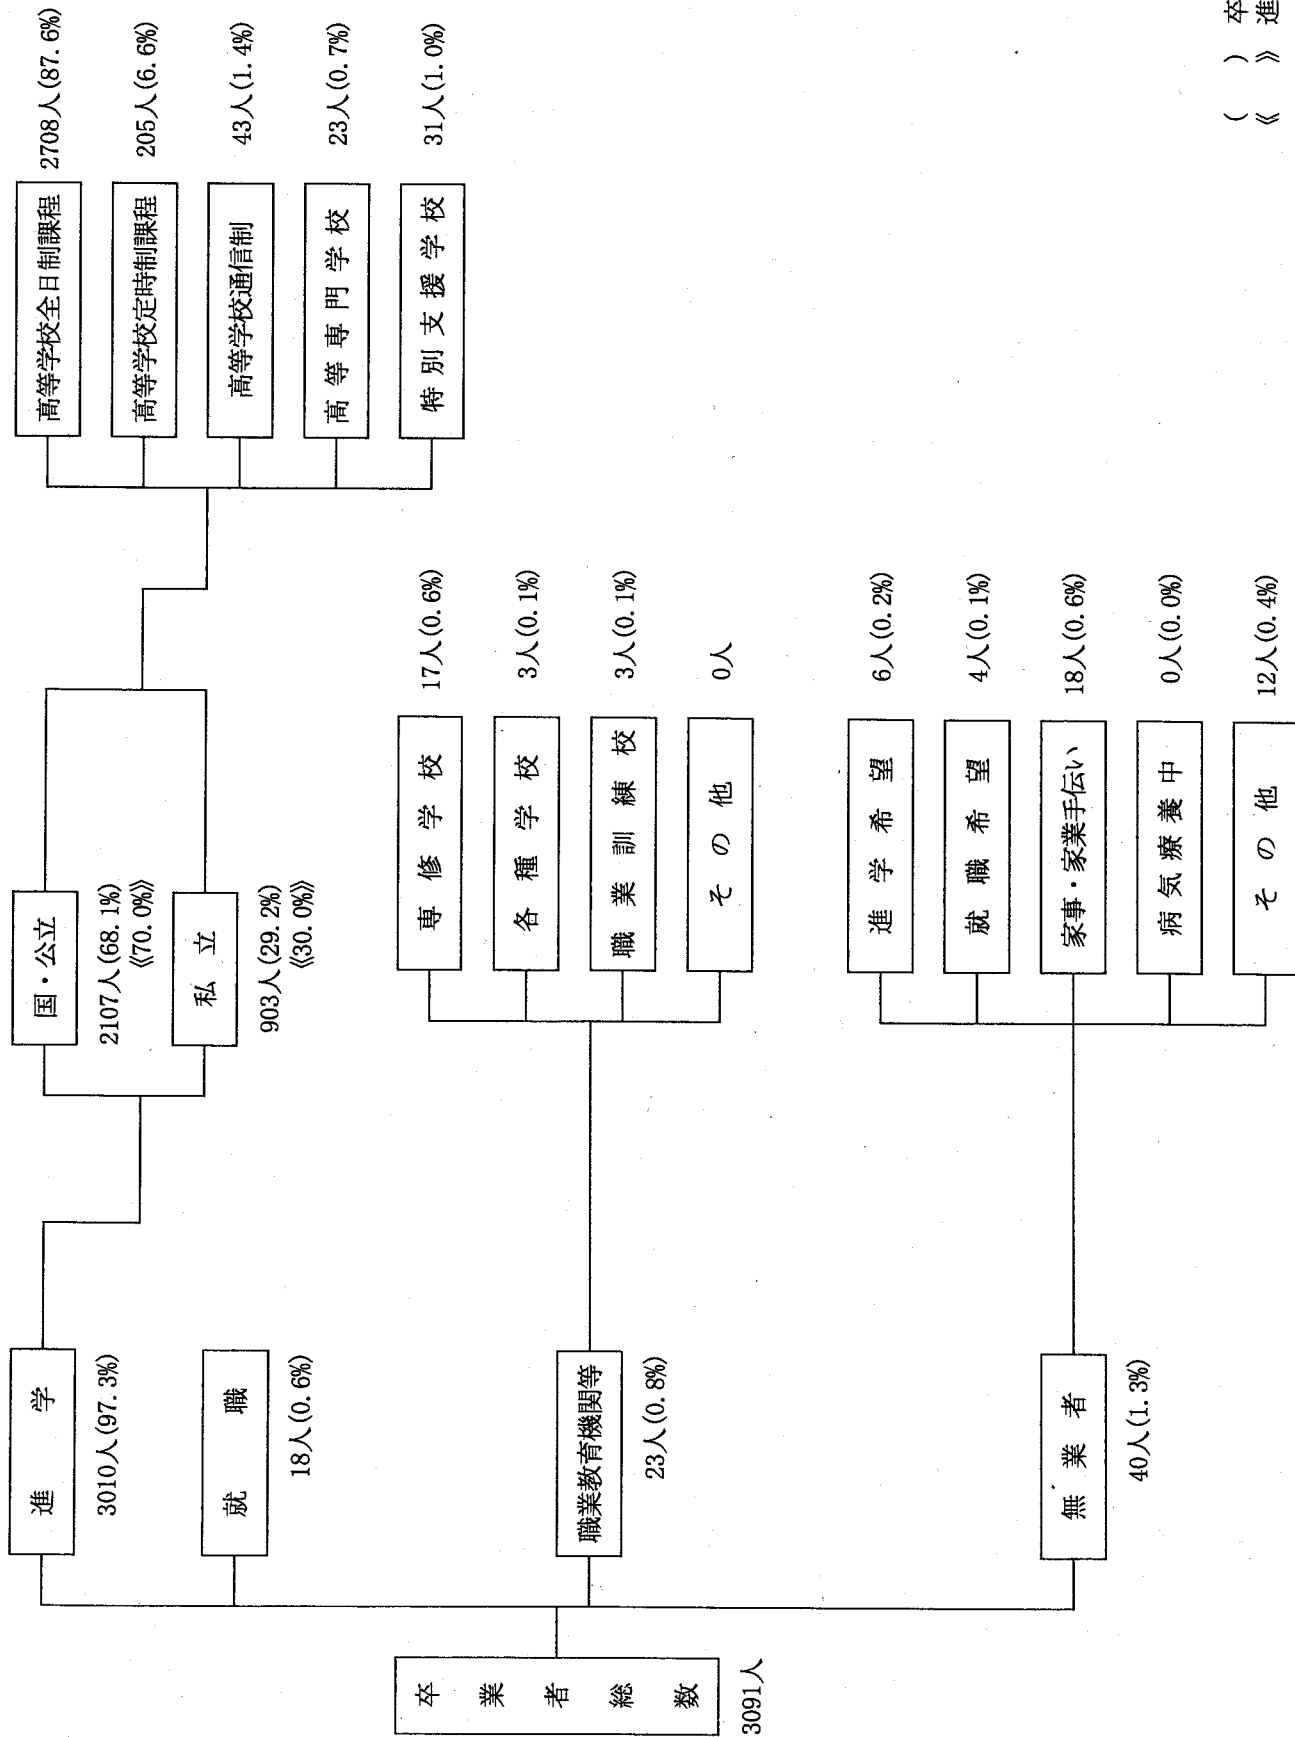 卒業者総数
3091人
進学
3010人(97.3%)
就職
18人(0.6%)
職業教育機関等
23人(0.8%)
無業者
40人(1.3%)
国・公立
2107人(68.1%)
《70.0%》
私立
903人(29.2%)
《30.0%》
高等学校全日制課程 2708人(87.6%)
高等学校定時制課程 205人(6.6%)
高等学校通信制 43人(1.4%)
高等専門学校 23人(0.7%)
特別支援学校 31人(1.0%)
専修学校 17人(0.6%)
各種学校 3人(0.1%)
職業訓練校 3人(0.1%)
その他 0人
進学希望 6人(0.2%)
就職希望 4人(0.1%)
家事・家業手伝い 18人(0.6%)
病気療養中 0人(0.0%)
その他 12人(0.4%)
( ) 卒
《 》 進